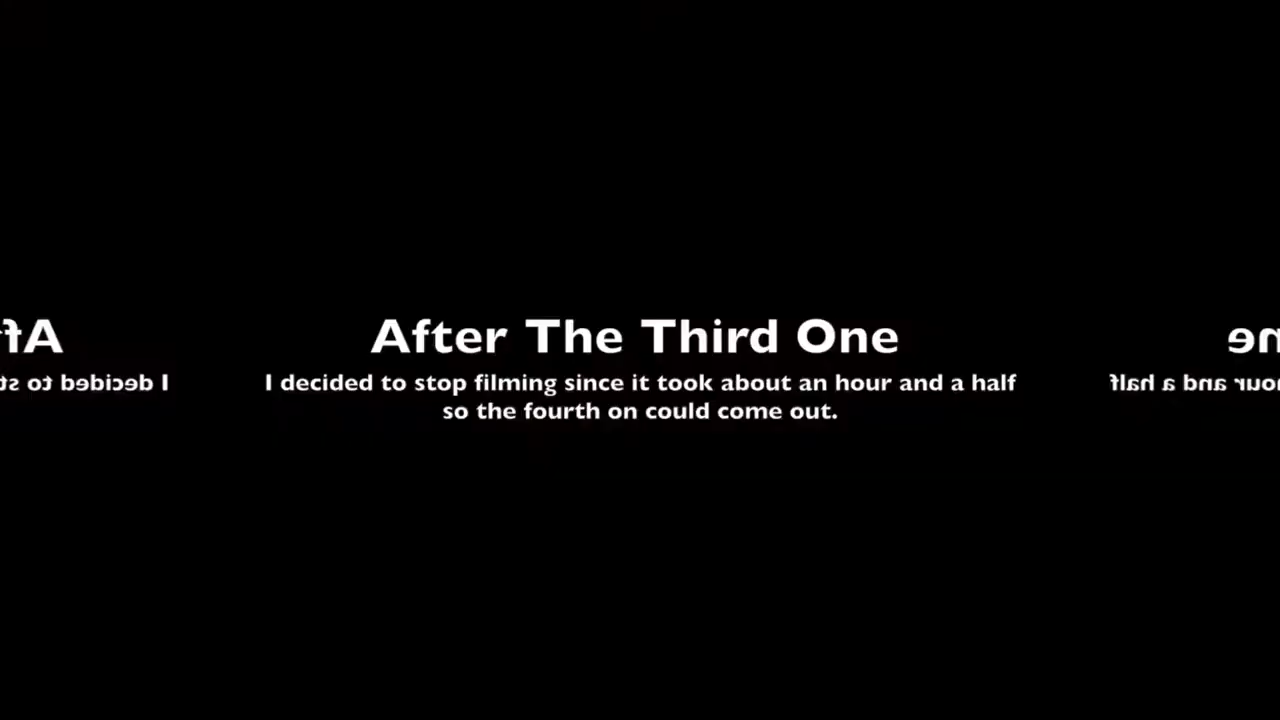 After The Third One
I decided to stop filming since it took about an hour and a half
so the fourth on could come out.